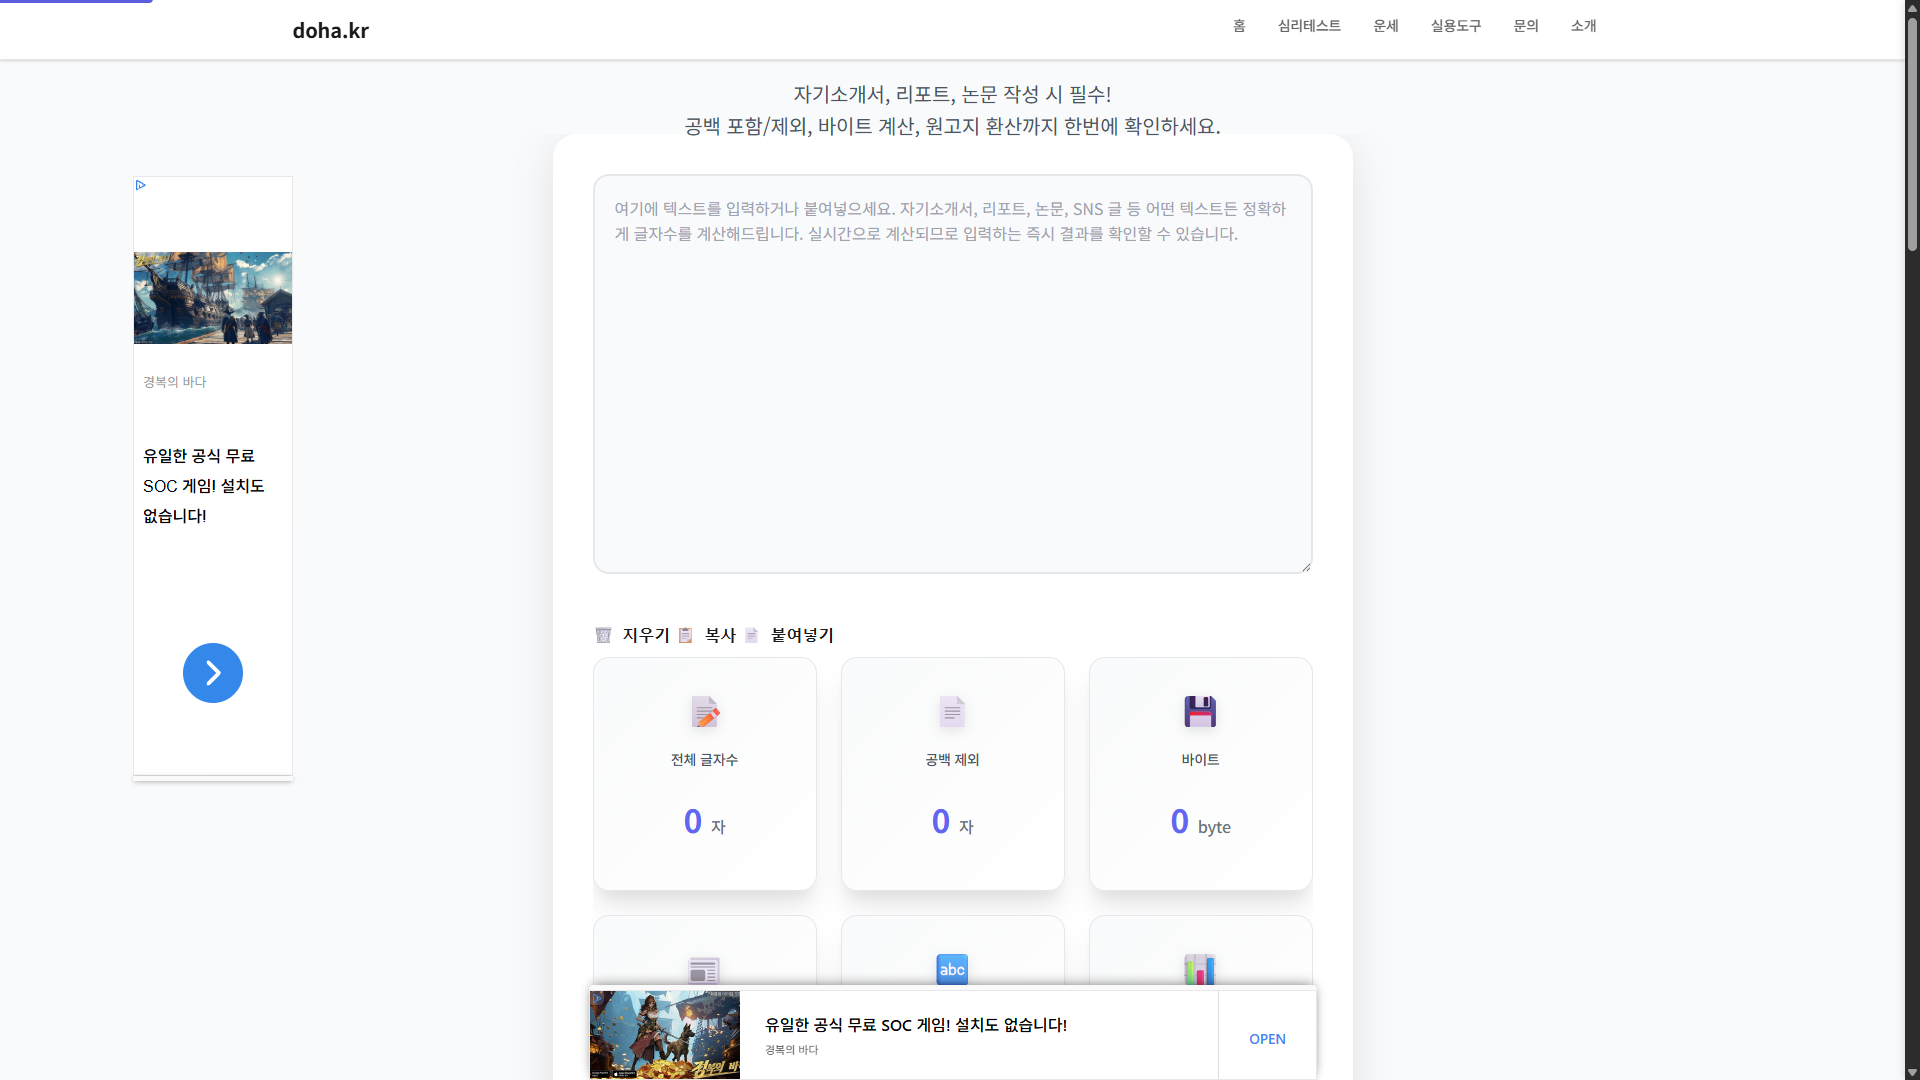 doha.kr
홈
심리테스트
운세
실용도구
문의
소개
자기소개서, 리포트, 논문 작성 시 필수!
공백 포함/제외, 바이트 계산, 원고지 환산까지 한번에 확인하세요.
경복의 바다
유일한 공식 무료
SOC 게임! 설치도
없습니다!
여기에 텍스트를 입력하거나 붙여넣으세요. 자기소개서, 리포트, 논문, SNS 글 등 어떤 텍스트든 정확하
게 글자수를 계산해드립니다. 실시간으로 계산되므로 입력하는 즉시 결과를 확인할 수 있습니다.
지우기 복사 붙여넣기
전체 글자수
0 자
공백 제외
0 자
바이트
0 byte
abc
유일한 공식 무료 SOC 게임! 설치도 없습니다!
경복의 바다
OPEN